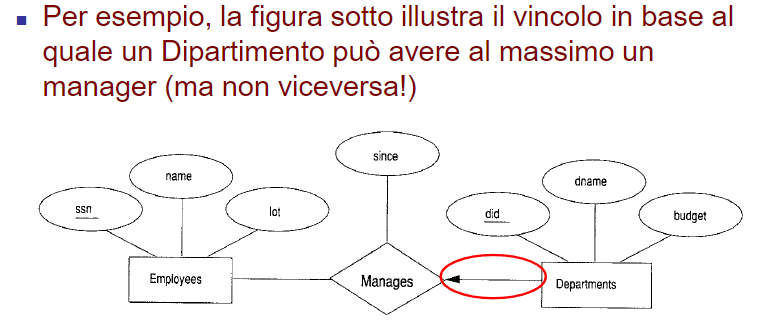 Per esempio, la figura sotto illustra il vincolo in base al
quale un Dipartimento può avere al massimo un
manager (ma non viceversa!)
since
name
dname
ssn
lot
did
budget
Employees
Manages
Departments